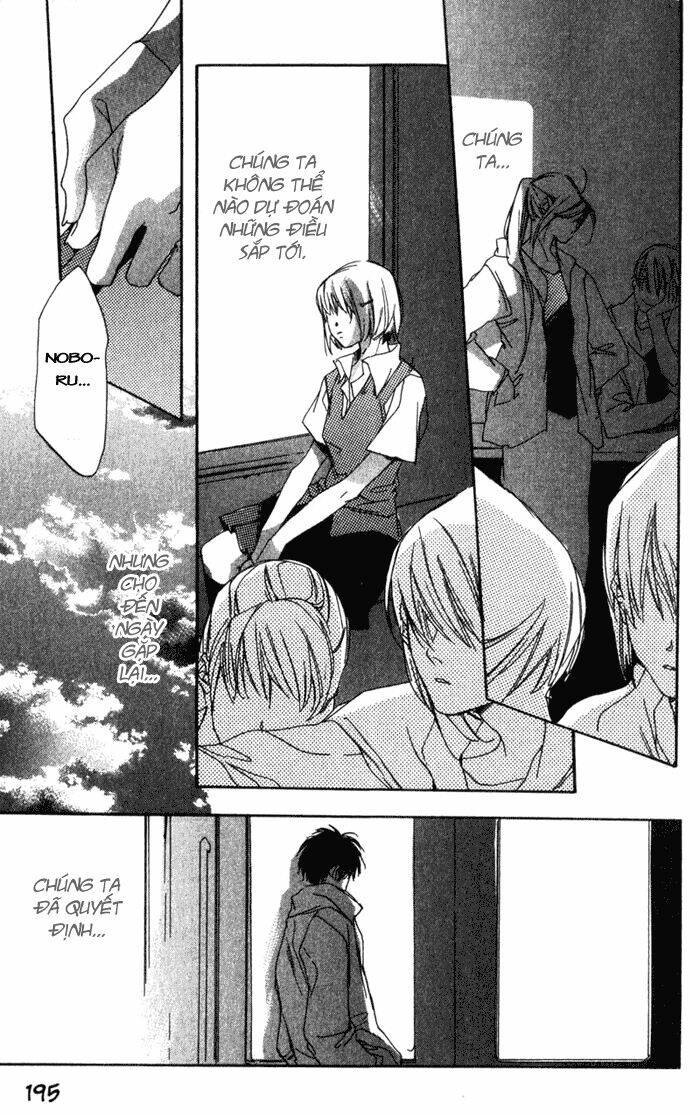 CHÚNG
TA...
CHÚNG TA
KHÔNG THỂ
NÀO DỰ ĐOÁN
NHỮNG ĐIỀU
SẮP TỚI.
NOBO-
RU...
NHƯNG
CHO
ĐẾN
NGÀY
GẶP
LẠI...
CHÚNG TA
ĐÃ QUYẾT
ĐỊNH...
195